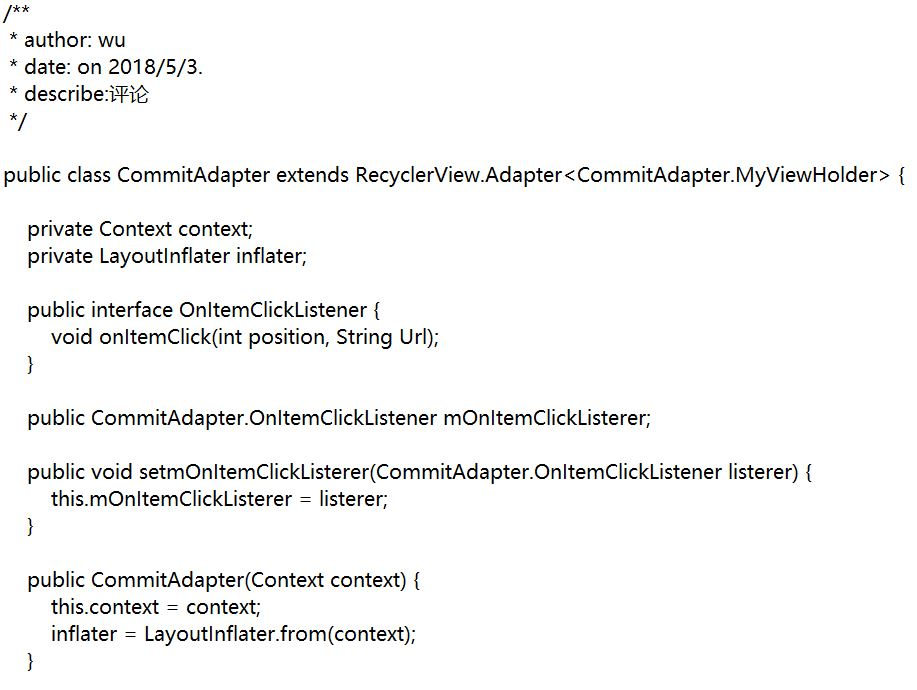 /**
 * author: wu
 * date: on 2018/5/3.
 * describe:评论
 */
public class CommitAdapter extends RecyclerView.Adapter<CommitAdapter.MyViewHolder> {
    private Context context;
    private LayoutInflater inflater;
    public interface OnItemClickListener {
        void onItemClick(int position, String Url);
    }
    public CommitAdapter.OnItemClickListener mOnItemClickListerer;
    public void setmOnItemClickListerer(CommitAdapter.OnItemClickListener listerer) {
        this.mOnItemClickListerer = listerer;
    }
    public CommitAdapter(Context context) {
        this.context = context;
        inflater = LayoutInflater.from(context);
    }